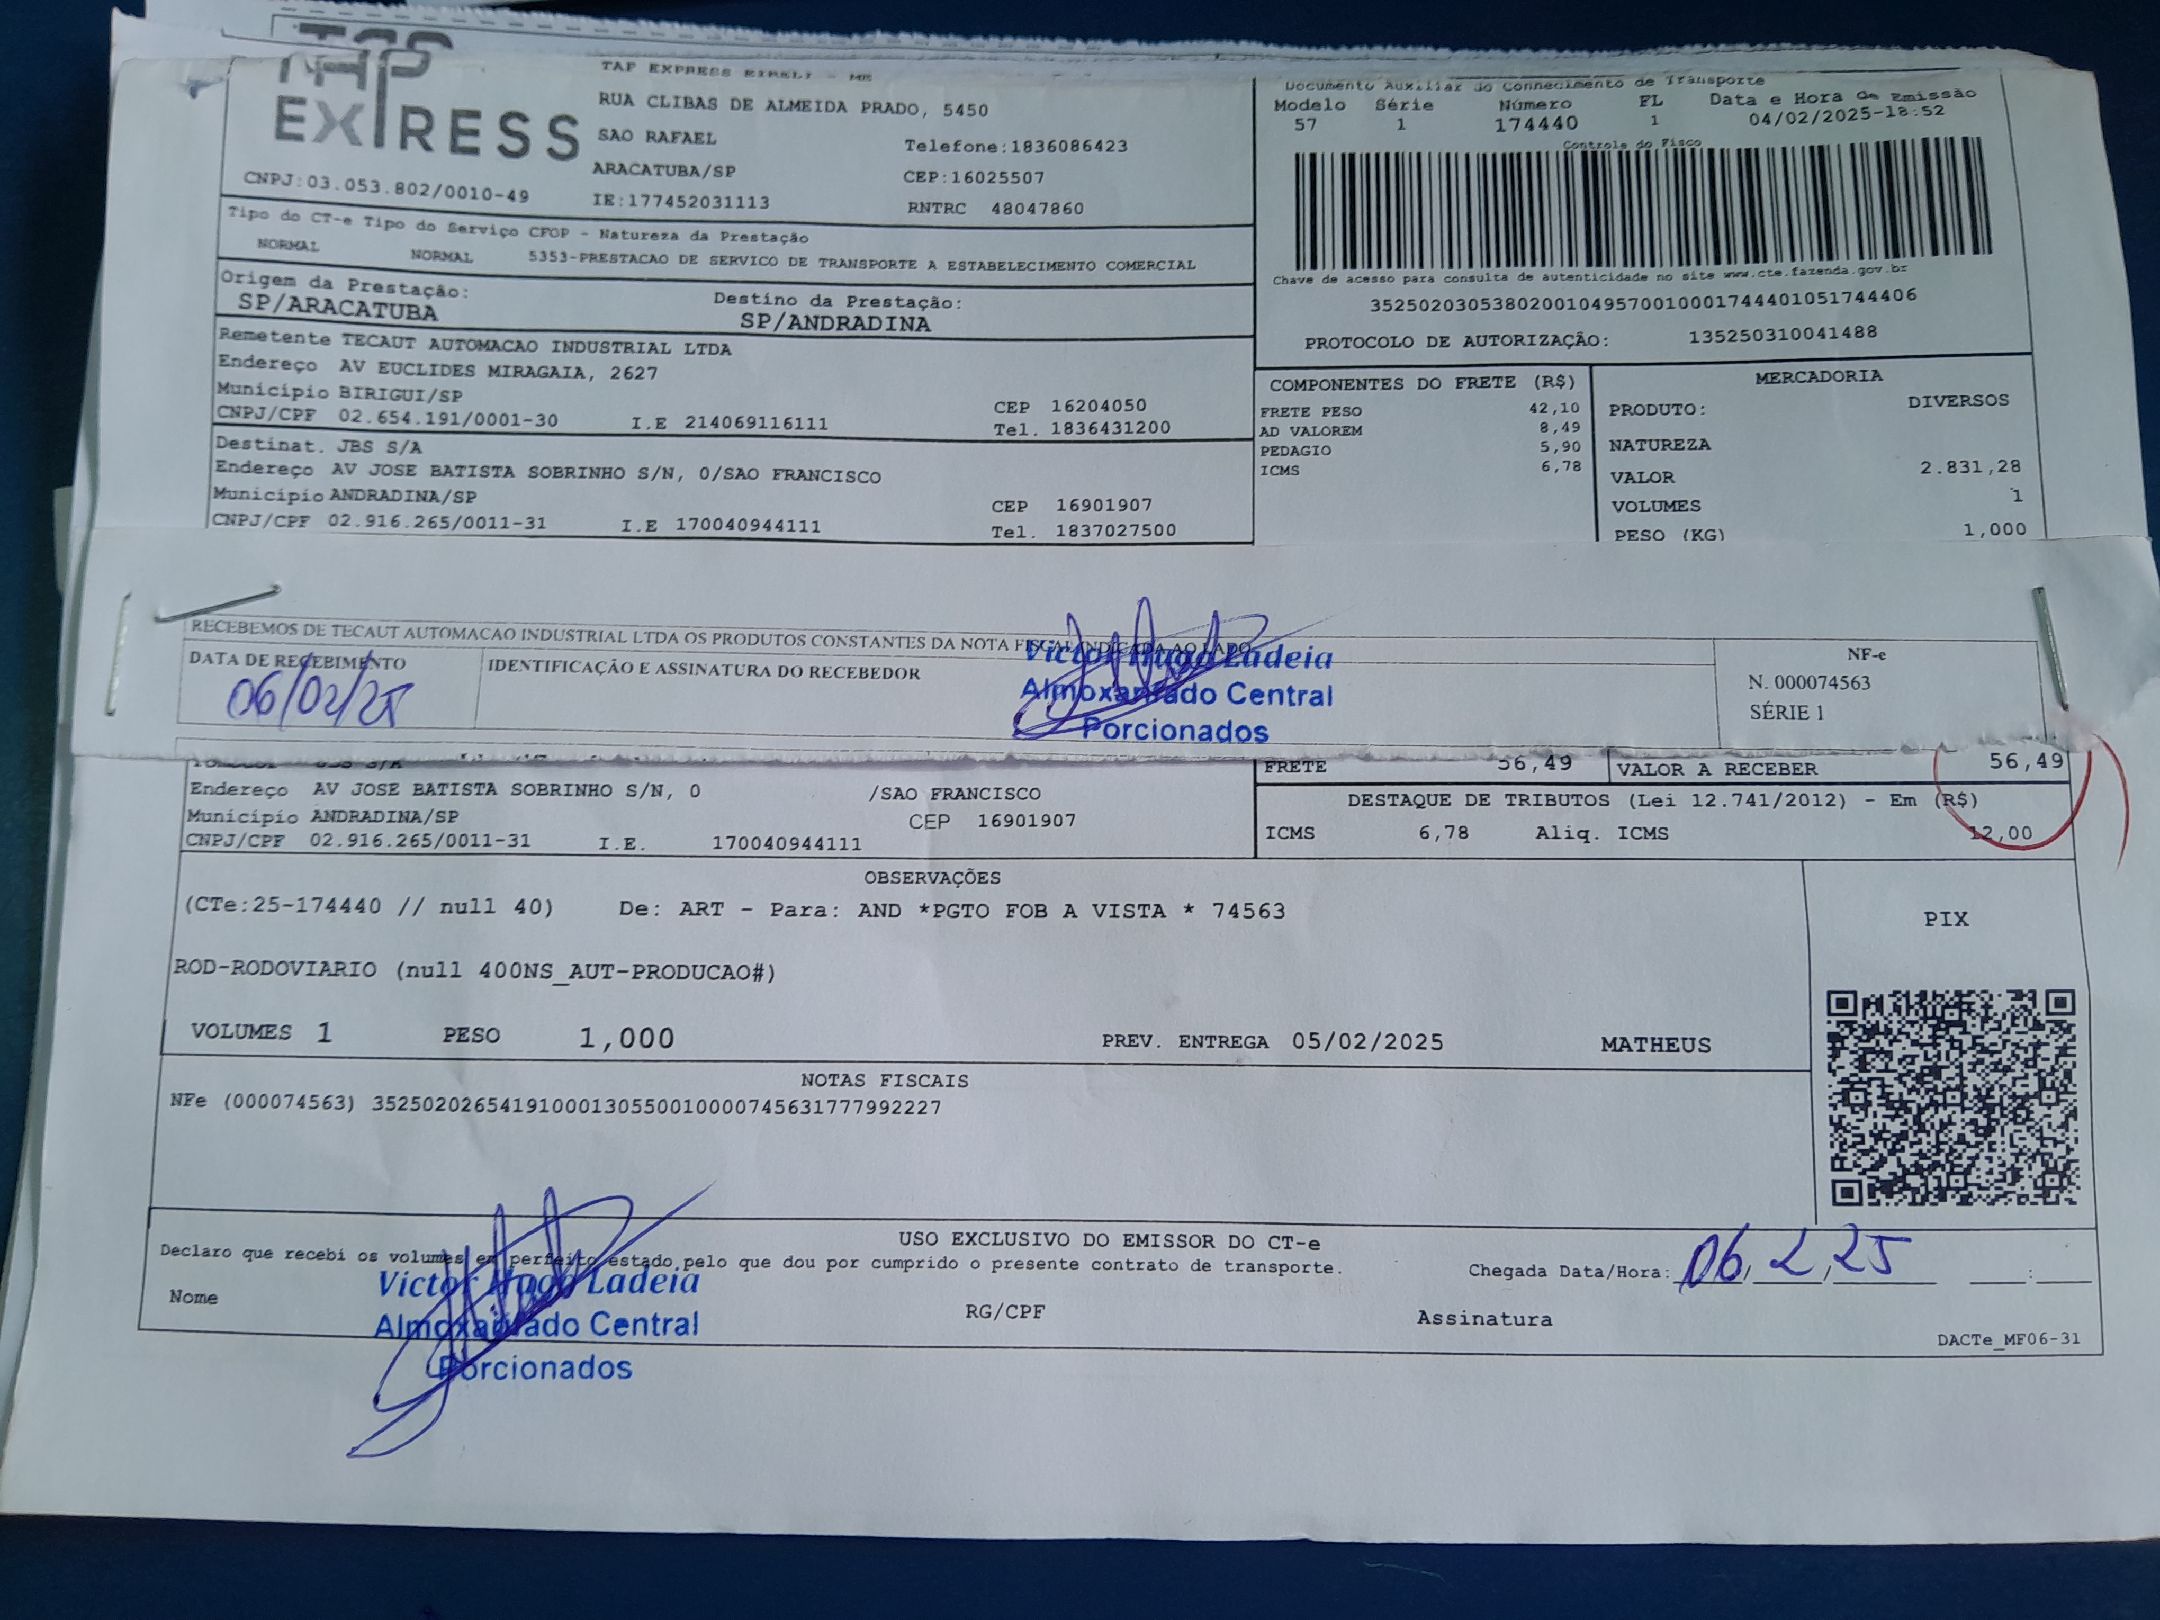 TAP EXPRESS
TAP EXPRESS EIRELI - ME
RUA CLIBAS DE ALMEIDA PRADO, 5450
SAO RAFAEL
Telefone:1836086423
ARACATUBA/SP
CEP:16025507
CNPJ:03.053.802/0010-49
IE:177452031113
RNTRC 48047860
Documento Auxiliar do Conhecimento de Transporte
Modelo Série Número FL Data e Hora de Emissão
57 1 174440 1 04/02/2025-18:52
Controle do Fisco
Chave de acesso para consulta de autenticidade no site www.cte.fazenda.gov.br
35250203053802001049570010001744401051744406
PROTOCOLO DE AUTORIZAÇÃO: 135250310041488
Tipo do CT-e Tipo do Serviço CFOP - Natureza da Prestação
NORMAL NORMAL 5353-PRESTACAO DE SERVICO DE TRANSPORTE A ESTABELECIMENTO COMERCIAL
Origem da Prestação: Destino da Prestação:
SP/ARACATUBA SP/ANDRADINA
Remetente TECAUT AUTOMACAO INDUSTRIAL LTDA
Endereço AV EUCLIDES MIRAGAIA, 2627
Município BIRIGUI/SP CEP 16204050
CNPJ/CPF 02.654.191/0001-30 I.E 214069116111 Tel. 1836431200
Destinat. JBS S/A
Endereço AV JOSE BATISTA SOBRINHO S/N, 0/SAO FRANCISCO
Município ANDRADINA/SP CEP 16901907
CNPJ/CPF 02.916.265/0011-31 I.E 170040944111 Tel. 1837027500
COMPONENTES DO FRETE (R$)
FRETE PESO 42,10
AD VALOREM 8,49
PEDAGIO 5,90
ICMS 6,78
MERCADORIA
PRODUTO: DIVERSOS
NATUREZA
VALOR 2.831,28
VOLUMES 1
PESO (KG) 1,000
RECEBEMOS DE TECAUT AUTOMACAO INDUSTRIAL LTDA OS PRODUTOS CONSTANTES DA NOTA FISCAL INDICADA AO LADO
DATA DE RECEBIMENTO
06/02/25
IDENTIFICAÇÃO E ASSINATURA DO RECEBEDOR
Victor Hugo Ladeia
Almoxarifado Central
Porcionados
NF-e
N. 000074563
SÉRIE 1
FRETE 56,49 VALOR A RECEBER 56,49
Endereço AV JOSE BATISTA SOBRINHO S/N, 0 /SAO FRANCISCO
Município ANDRADINA/SP CEP 16901907
CNPJ/CPF 02.916.265/0011-31 I.E. 170040944111
DESTAQUE DE TRIBUTOS (Lei 12.741/2012) - Em (R$)
ICMS 6,78 Aliq. ICMS 12,00
OBSERVAÇÕES
(CTe:25-174440 // null 40) De: ART - Para: AND *PGTO FOB A VISTA * 74563
ROD-RODOVIARIO (null 400NS_AUT-PRODUCAO#)
VOLUMES 1 PESO 1,000 PREV. ENTREGA 05/02/2025 MATHEUS
PIX
NOTAS FISCAIS
NFe (000074563) 35250202654191000130550010000745631777992227
USO EXCLUSIVO DO EMISSOR DO CT-e
Declaro que recebi os volumes em perfeito estado pelo que dou por cumprido o presente contrato de transporte.
Chegada Data/Hora: 06/2/25 __:__
Victor Hugo Ladeia
Almoxarifado Central
Porcionados
Nome RG/CPF Assinatura
DACTe_MF06-31